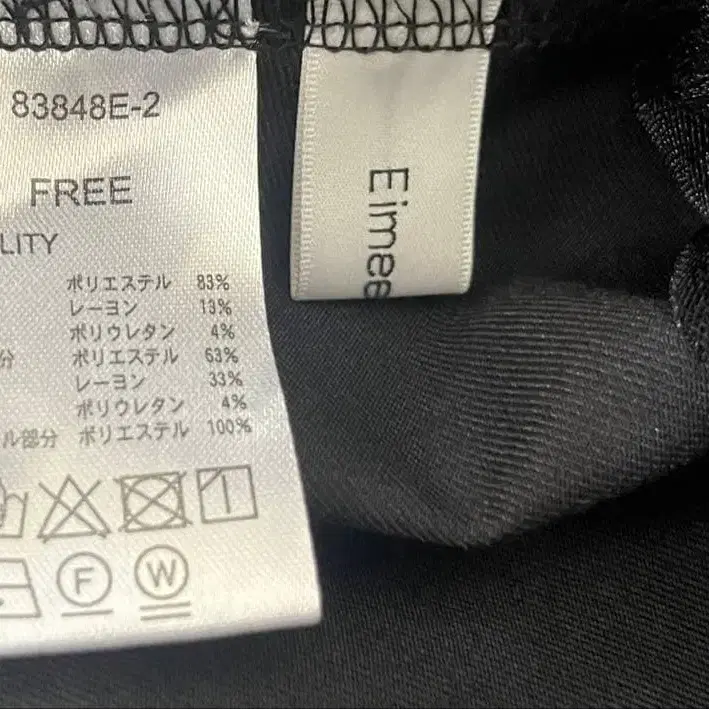 83848E-2
FREE
LITY
ポリエステル 83%
レーヨン 13%
ポリウレタン 4%
分 ポリエステル 63%
レーヨン 33%
ポリウレタン 4%
ル部分 ポリエステル 100%
F W
Eimee